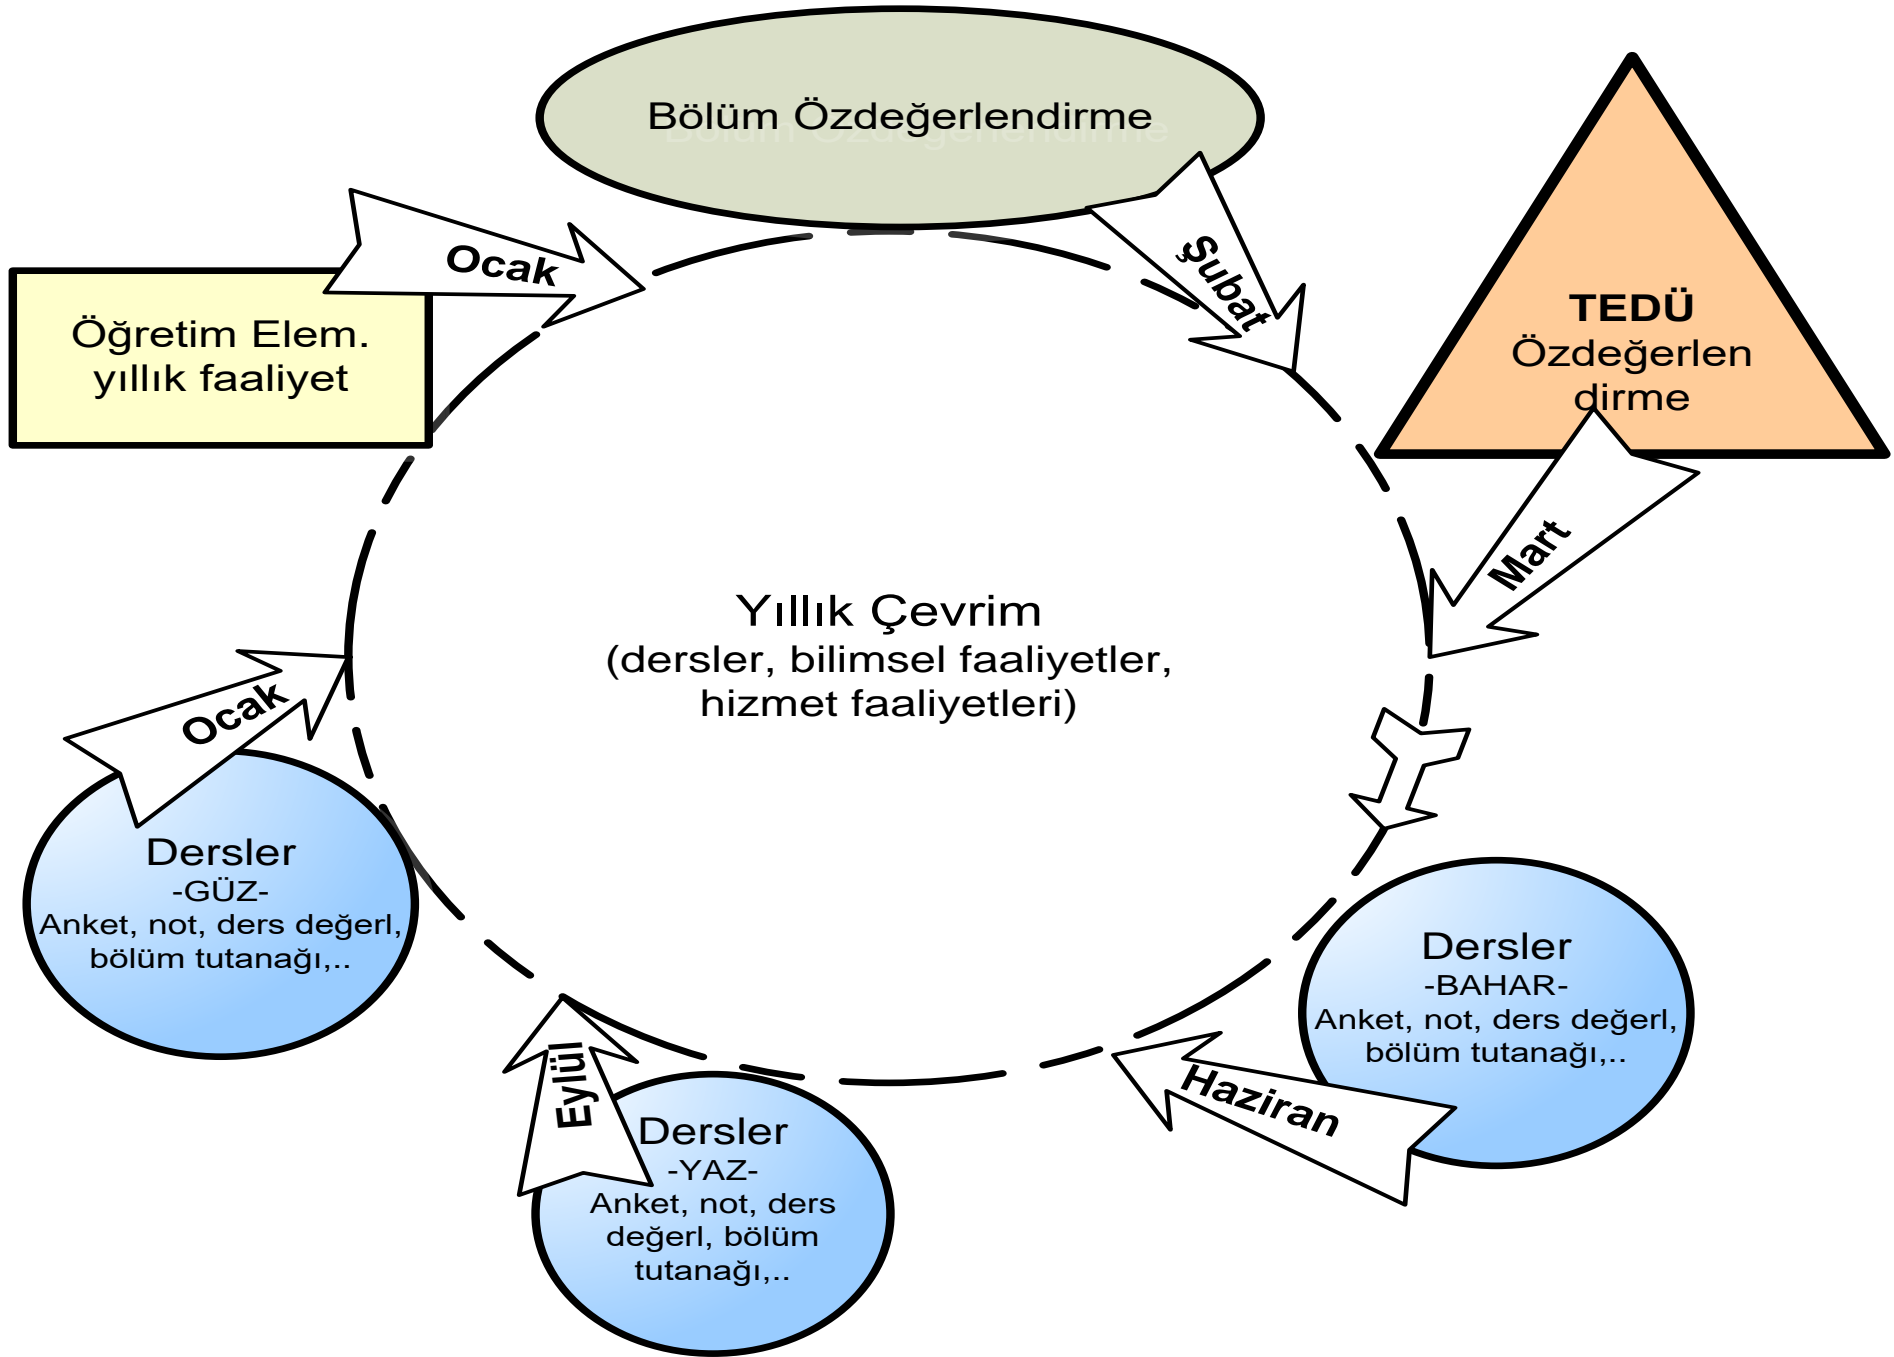 Bölüm Özdeğerlendirme
Ocak
Şubat
Öğretim Elem.
yıllık faaliyet
TEDÜ
Özdeğerlen
dirme
Mart
Yıllık Çevrim
(dersler, bilimsel faaliyetler,
hizmet faaliyetleri)
Ocak
Dersler
-GÜZ-
Anket, not, ders değerl,
bölüm tutanağı,..
Dersler
-BAHAR-
Anket, not, ders değerl,
bölüm tutanağı,..
Haziran
Eylül
Dersler
-YAZ-
Anket, not, ders
değerl, bölüm
tutanağı,..